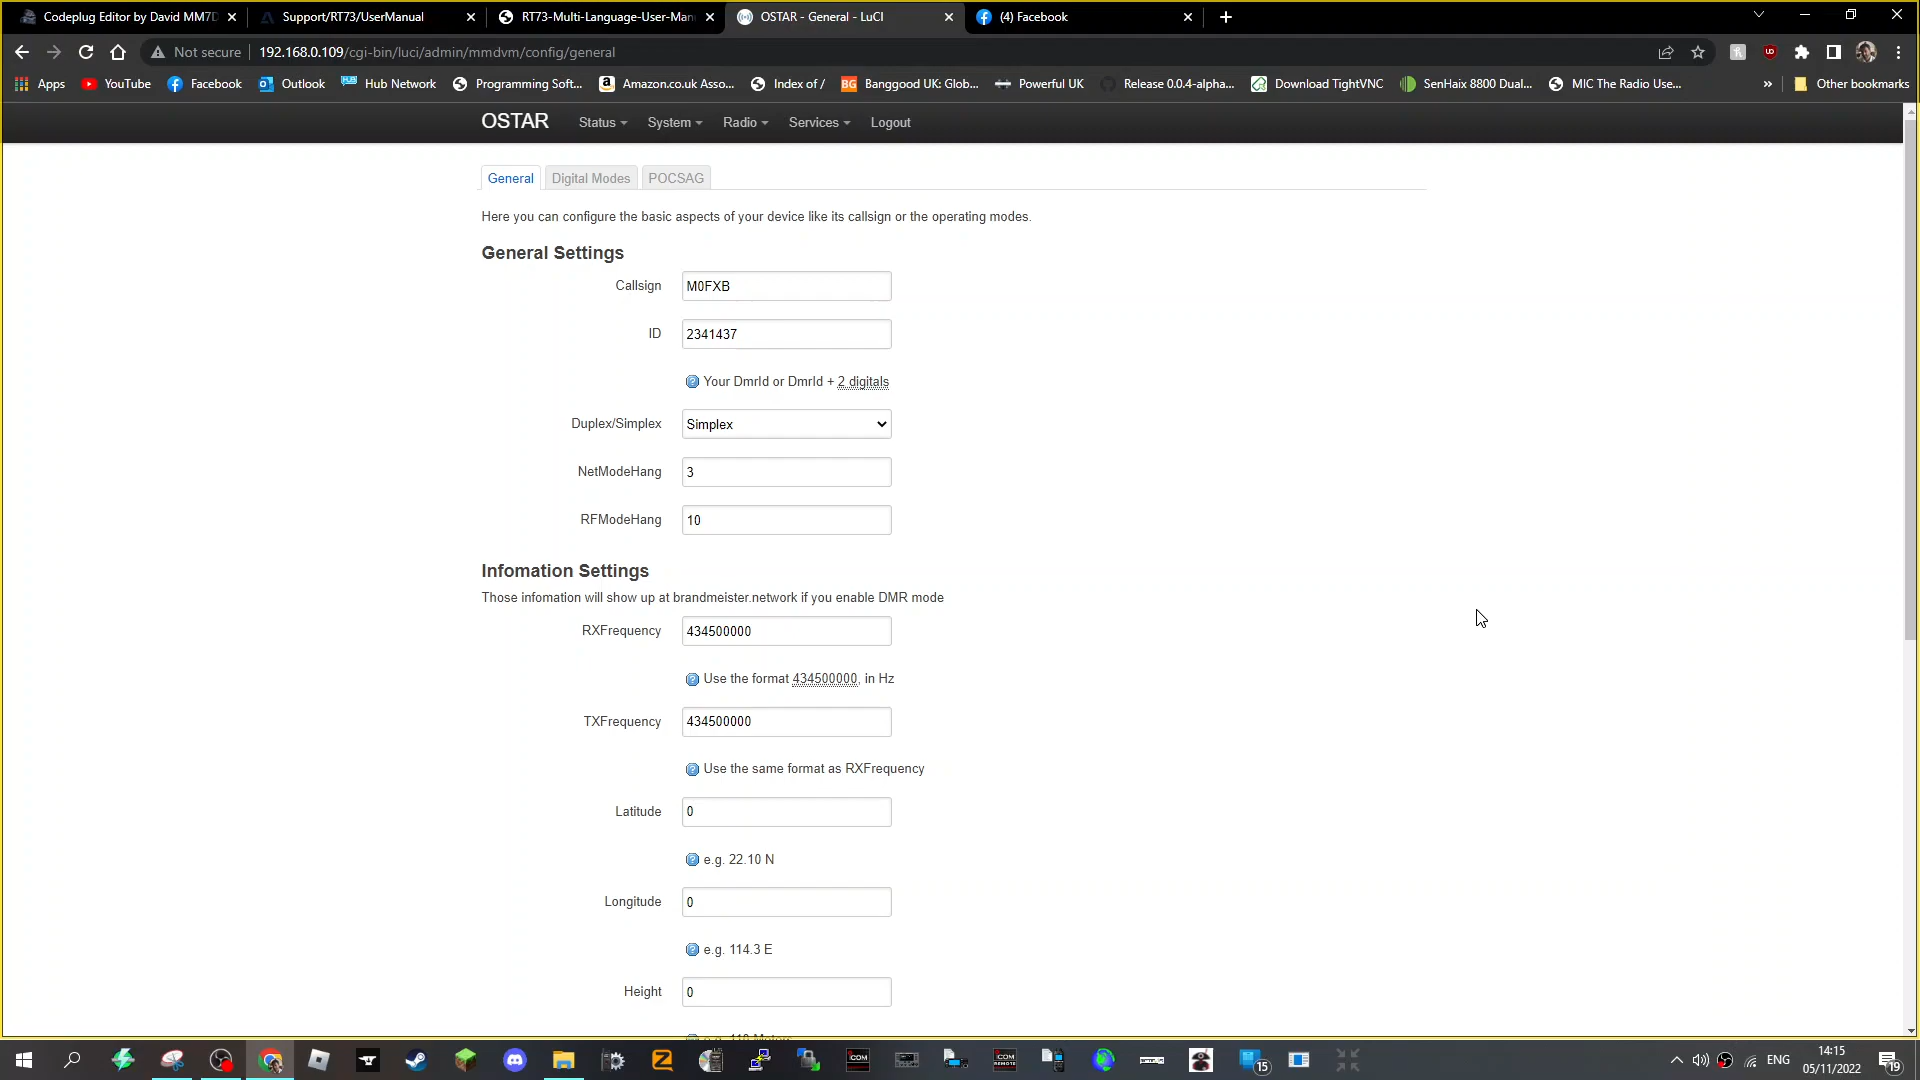 Codeplug Editor by David MM7D
Support/RT73/UserManual
RT73-Multi-Language-User-Man
OSTAR - General - LuCI
(4) Facebook
Not secure
192.168.0.109/cgi-bin/luci/admin/mmdvm/config/general
Apps
YouTube
Facebook
Outlook
Hub Network
Programming Soft...
Amazon.co.uk Asso...
Index of /
Banggood UK: Glob...
Powerful UK
Release 0.0.4-alpha...
Download TightVNC
SenHaix 8800 Dual...
MIC The Radio Use...
»
Other bookmarks
OSTAR
Status
System
Radio
Services
Logout
General
Digital Modes
POCSAG
Here you can configure the basic aspects of your device like its callsign or the operating modes.
General Settings
Callsign
M0FXB
ID
2341437
Your DmrId or DmrId + 2 digitals
Duplex/Simplex
Simplex
NetModeHang
3
RFModeHang
10
Infomation Settings
Those infomation will show up at brandmeister.network if you enable DMR mode
RXFrequency
434500000
Use the format 434500000, in Hz
TXFrequency
434500000
Use the same format as RXFrequency
Latitude
0
e.g. 22.10 N
Longitude
0
e.g. 114.3 E
Height
0
ENG
14:15
05/11/2022
15
19